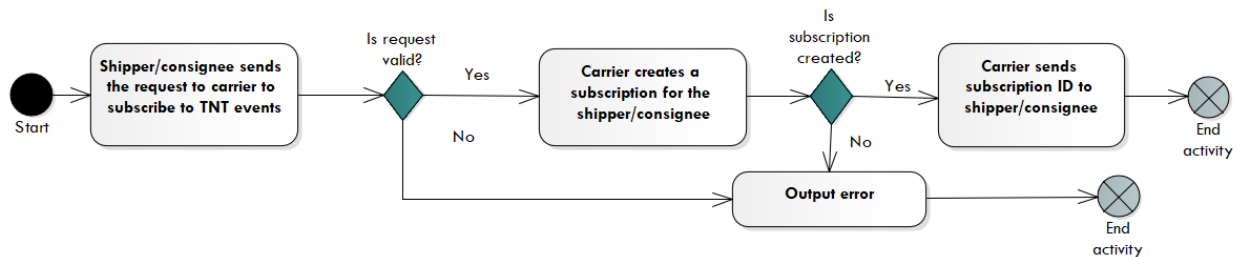 Start
Shipper/consignee sends
the request to carrier to
subscribe to TNT events
Is request
valid?
Yes
No
Carrier creates a
subscription for the
shipper/consignee
Is
subscription
created?
Yes
No
Carrier sends
subscription ID to
shipper/consignee
End
activity
Output error
End
activity